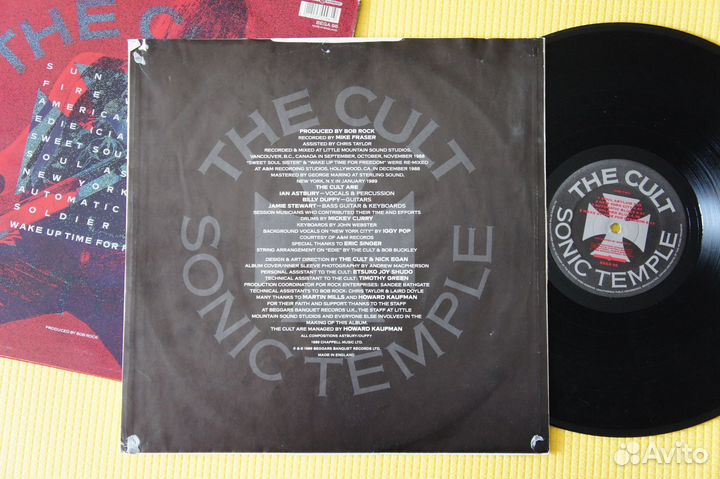 THE CULT
BEGA 98
SUN
FIRE
AMERICA
EDIE (CIA
SWEET SOU
SOUL AS
NEW YORK
AUTOMATIC
SOLDIER
WAKE UP TIME FOR F
PRODUCED BY BOB ROCK
THE CULT
SONIC TEMPLE
PRODUCED BY BOB ROCK
RECORDED BY MIKE FRASER
ASSISTED BY CHRIS TAYLOR
RECORDED & MIXED AT LITTLE MOUNTAIN SOUND STUDIOS,
VANCOUVER, B.C., CANADA IN SEPTEMBER, OCTOBER, NOVEMBER 1988
"SWEET SOUL SISTER" & "WAKE UP TIME FOR FREEDOM" WERE RE-MIXED
AT A&M RECORDING STUDIOS, HOLLYWOOD, CA. IN DECEMBER 1988
MASTERED BY GEORGE MARINO AT STERLING SOUND,
NEW YORK, N.Y. IN JANUARY 1989
THE CULT ARE
IAN ASTBURY–VOCALS & PERCUSSION
BILLY DUFFY–GUITARS
JAMIE STEWART–BASS GUITAR & KEYBOARDS
SESSION MUSICIANS WHO CONTRIBUTED THEIR TIME AND EFFORTS
DRUMS BY MICKEY CURRY
KEYBOARDS BY JOHN WEBSTER
BACKGROUND VOCALS ON "NEW YORK CITY" BY IGGY POP
COURTESY OF A&M RECORDS
SPECIAL THANKS TO ERIC SINGER
STRING ARRANGEMENT ON "EDIE" BY THE CULT & BOB BUCKLEY
DESIGN & ART DIRECTION BY THE CULT & NICK EGAN
ALBUM COVER/INNER SLEEVE PHOTOGRAPHY BY ANDREW MACPHERSON
PERSONAL ASSISTANT TO THE CULT: ETSUKO JOY SHUDO
TECHNICAL ASSISTANT TO THE CULT: TIMOTHY GREEN
PRODUCTION COORDINATOR FOR ROCK ENTERPRISES: SANDEE BATHGATE
TECHNICAL ASSISTANTS TO BOB ROCK: CHRIS TAYLOR & LAIRD DOYLE
MANY THANKS TO MARTIN MILLS AND HOWARD KAUFMAN
FOR THEIR FAITH AND SUPPORT. THANKS TO THE STAFF
AT BEGGARS BANQUET RECORDS U.K., THE STAFF AT LITTLE
MOUNTAIN SOUND STUDIOS AND EVERYONE ELSE INVOLVED IN THE
MAKING OF THIS ALBUM.
THE CULT ARE MANAGED BY HOWARD KAUFMAN
ALL COMPOSITIONS ASTBURY/DUFFY
1989 CHAPPELL MUSIC LTD.
℗ & © 1989 BEGGARS BANQUET RECORDS LTD.
MADE IN ENGLAND
THE CULT
SONIC TEMPLE
Avito